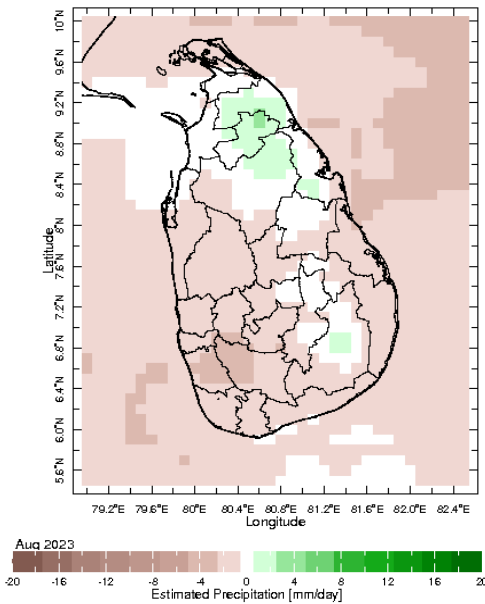 10°N
9.6°N
9.2°N
8.8°N
8.4°N
8°N
7.6°N
7.2°N
6.8°N
6.4°N
6.0°N
5.6°N
Latitude
79.2°E 79.6°E 80°E 80.4°E 80.8°E 81.2°E 81.6°E 82.0°E 82.4°E
Longitude
Aug 2023
-20 -16 -12 -8 -4 0 4 8 12 16 20
Estimated Precipitation [mm/day]